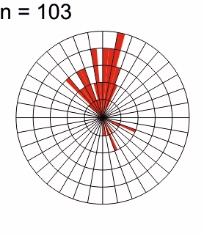 n = 103